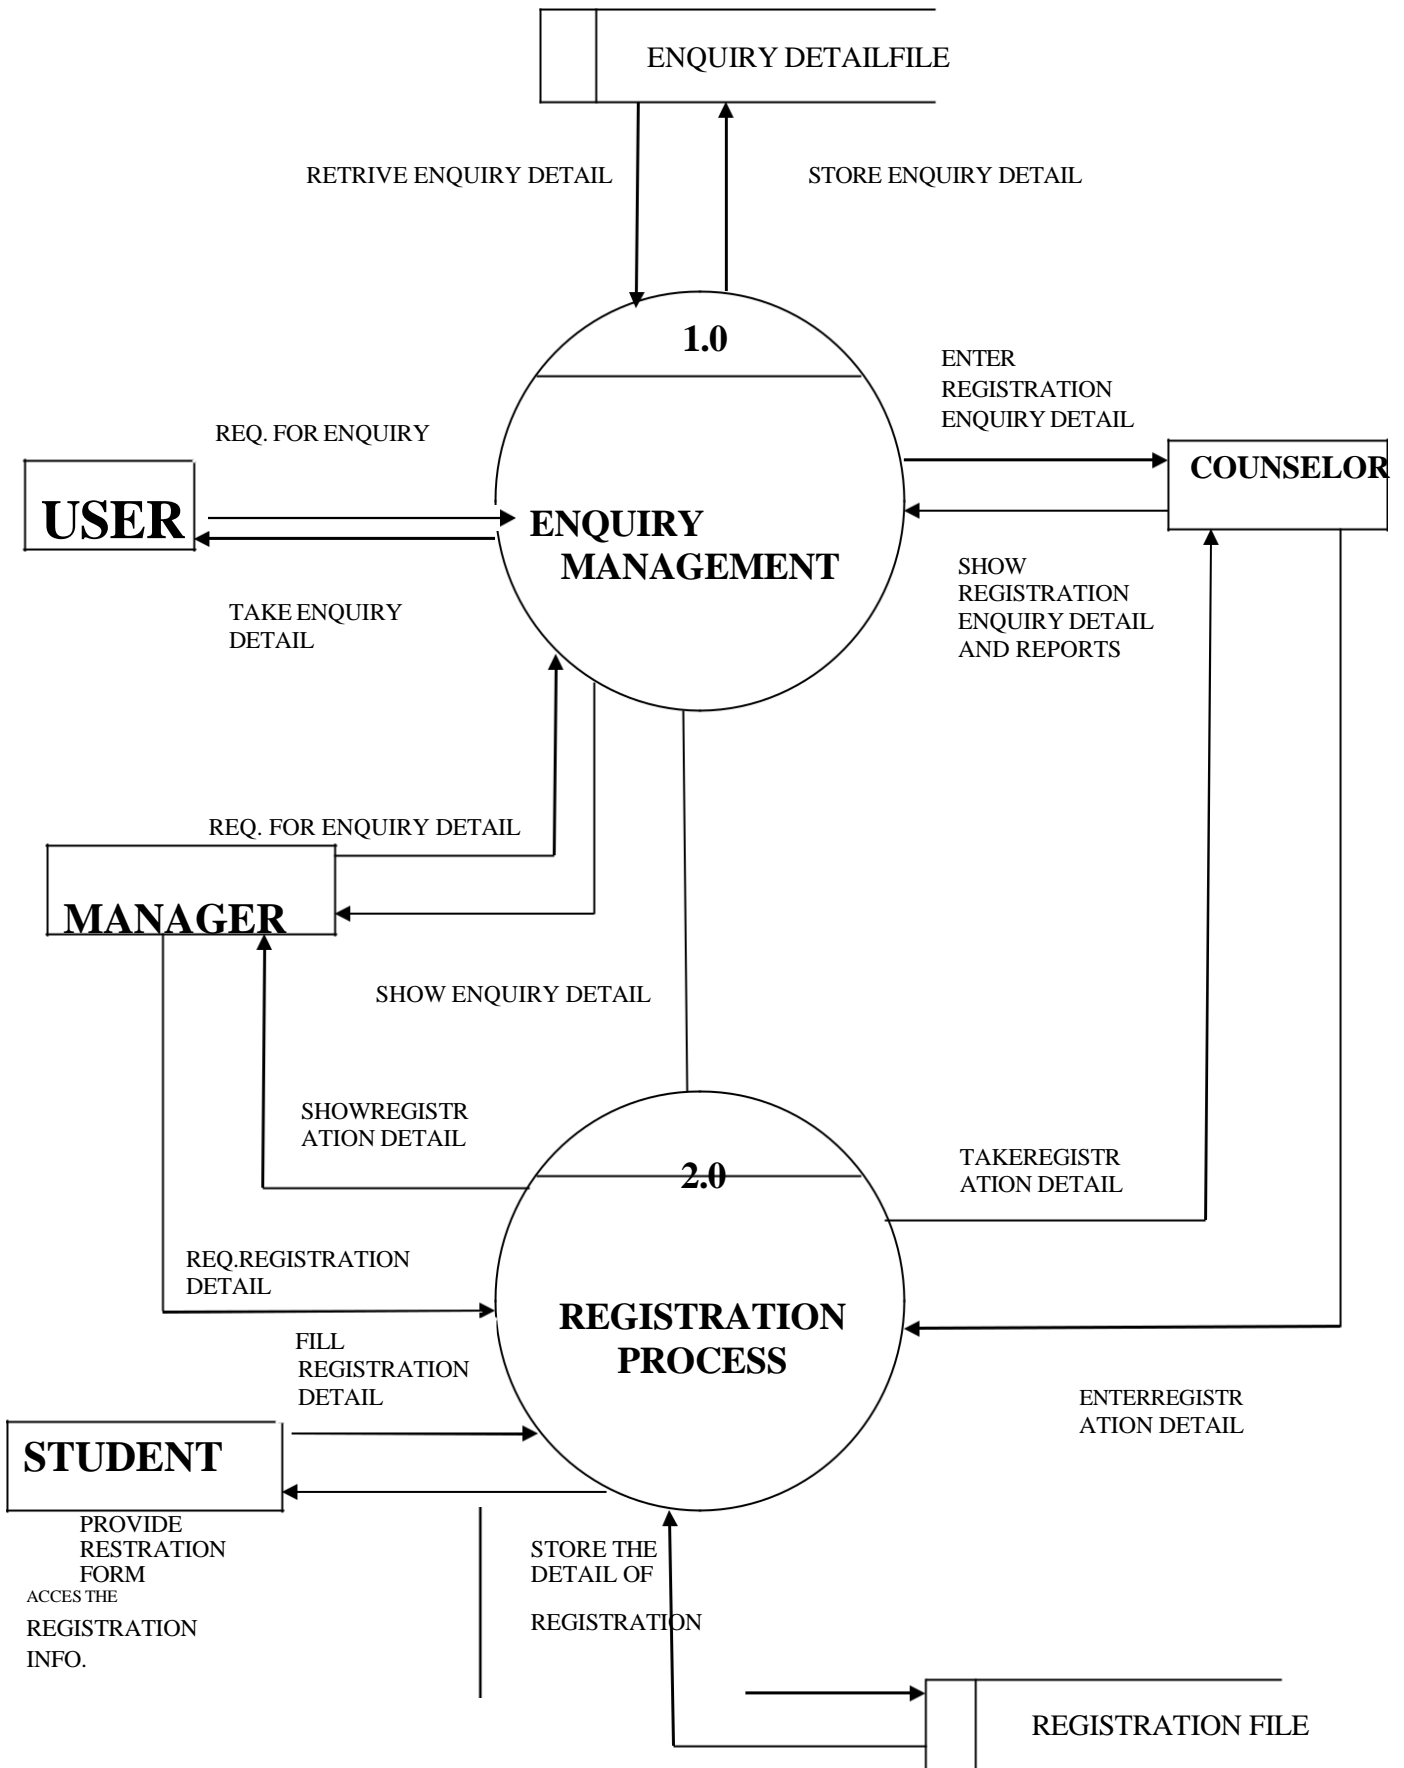 ENQUIRY DETAILFILE
RETRIVE ENQUIRY DETAIL
STORE ENQUIRY DETAIL
1.0
ENTER
REGISTRATION
ENQUIRY DETAIL
REQ. FOR ENQUIRY
COUNSELOR
USER
ENQUIRY
MANAGEMENT
SHOW
REGISTRATION
ENQUIRY DETAIL
AND REPORTS
TAKE ENQUIRY
DETAIL
REQ. FOR ENQUIRY DETAIL
MANAGER
SHOW ENQUIRY DETAIL
SHOWREGISTR
ATION DETAIL
2.0
TAKEREGISTR
ATION DETAIL
REQ.REGISTRATION
DETAIL
REGISTRATION
PROCESS
FILL
REGISTRATION
DETAIL
ENTERREGISTR
ATION DETAIL
STUDENT
PROVIDE
RESTRATION
FORM
ACCES THE
REGISTRATION
INFO.
STORE THE
DETAIL OF
REGISTRATION
REGISTRATION FILE